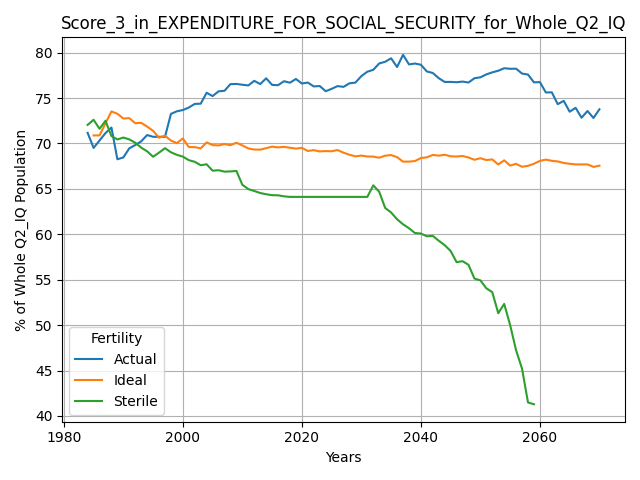 Score_3_in_EXPENDITURE_FOR_SOCIAL_SECURITY_for_Whole_Q2_IQ
% of Whole Q2_IQ Population
80
75
70
65
60
55
50
45
40
Fertility
Actual
Ideal
Sterile
1980
2000
2020
2040
2060
Years